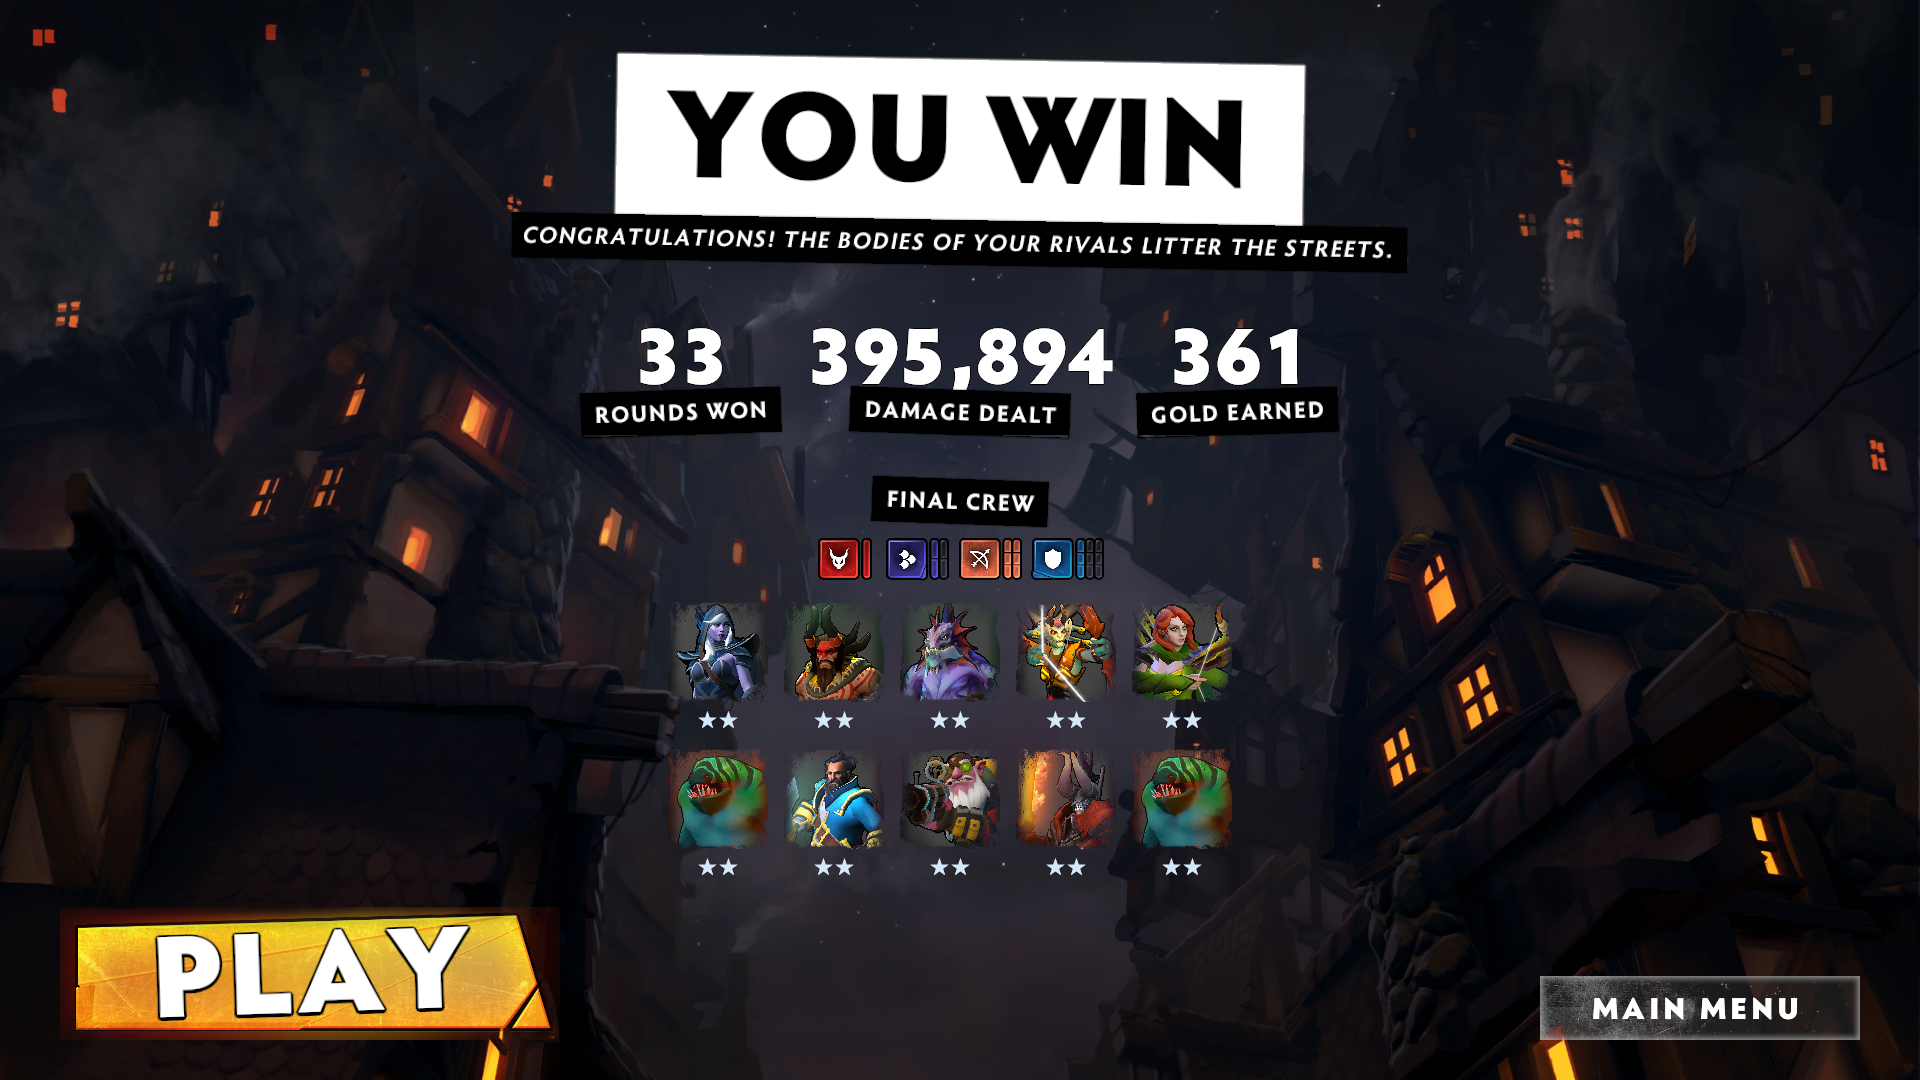 YOU WIN
CONGRATULATIONS! THE BODIES OF YOUR RIVALS LITTER THE STREETS.
33 395,894 361
ROUNDS WON DAMAGE DEALT GOLD EARNED
FINAL CREW
PLAY
MAIN MENU